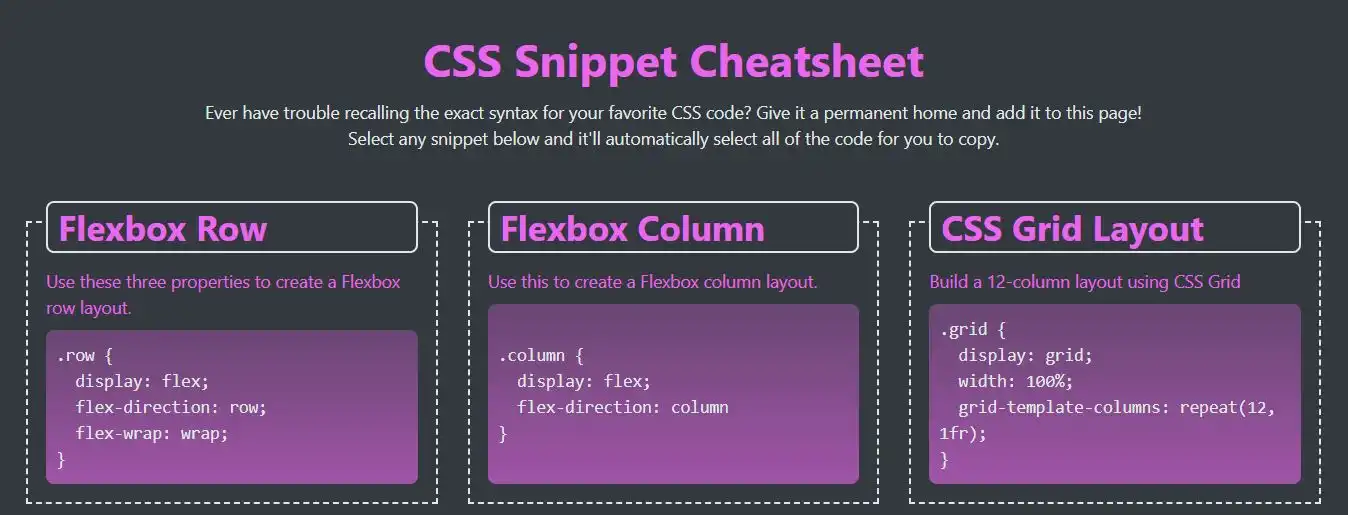 CSS Snippet Cheatsheet
Ever have trouble recalling the exact syntax for your favorite CSS code? Give it a permanent home and add it to this page!
Select any snippet below and it'll automatically select all of the code for you to copy.
Flexbox Row
Use these three properties to create a Flexbox
row layout.
.row {
  display: flex;
  flex-direction: row;
  flex-wrap: wrap;
}
Flexbox Column
Use this to create a Flexbox column layout.
.column {
  display: flex;
  flex-direction: column
}
CSS Grid Layout
Build a 12-column layout using CSS Grid
.grid {
  display: grid;
  width: 100%;
  grid-template-columns: repeat(12,
1fr);
}